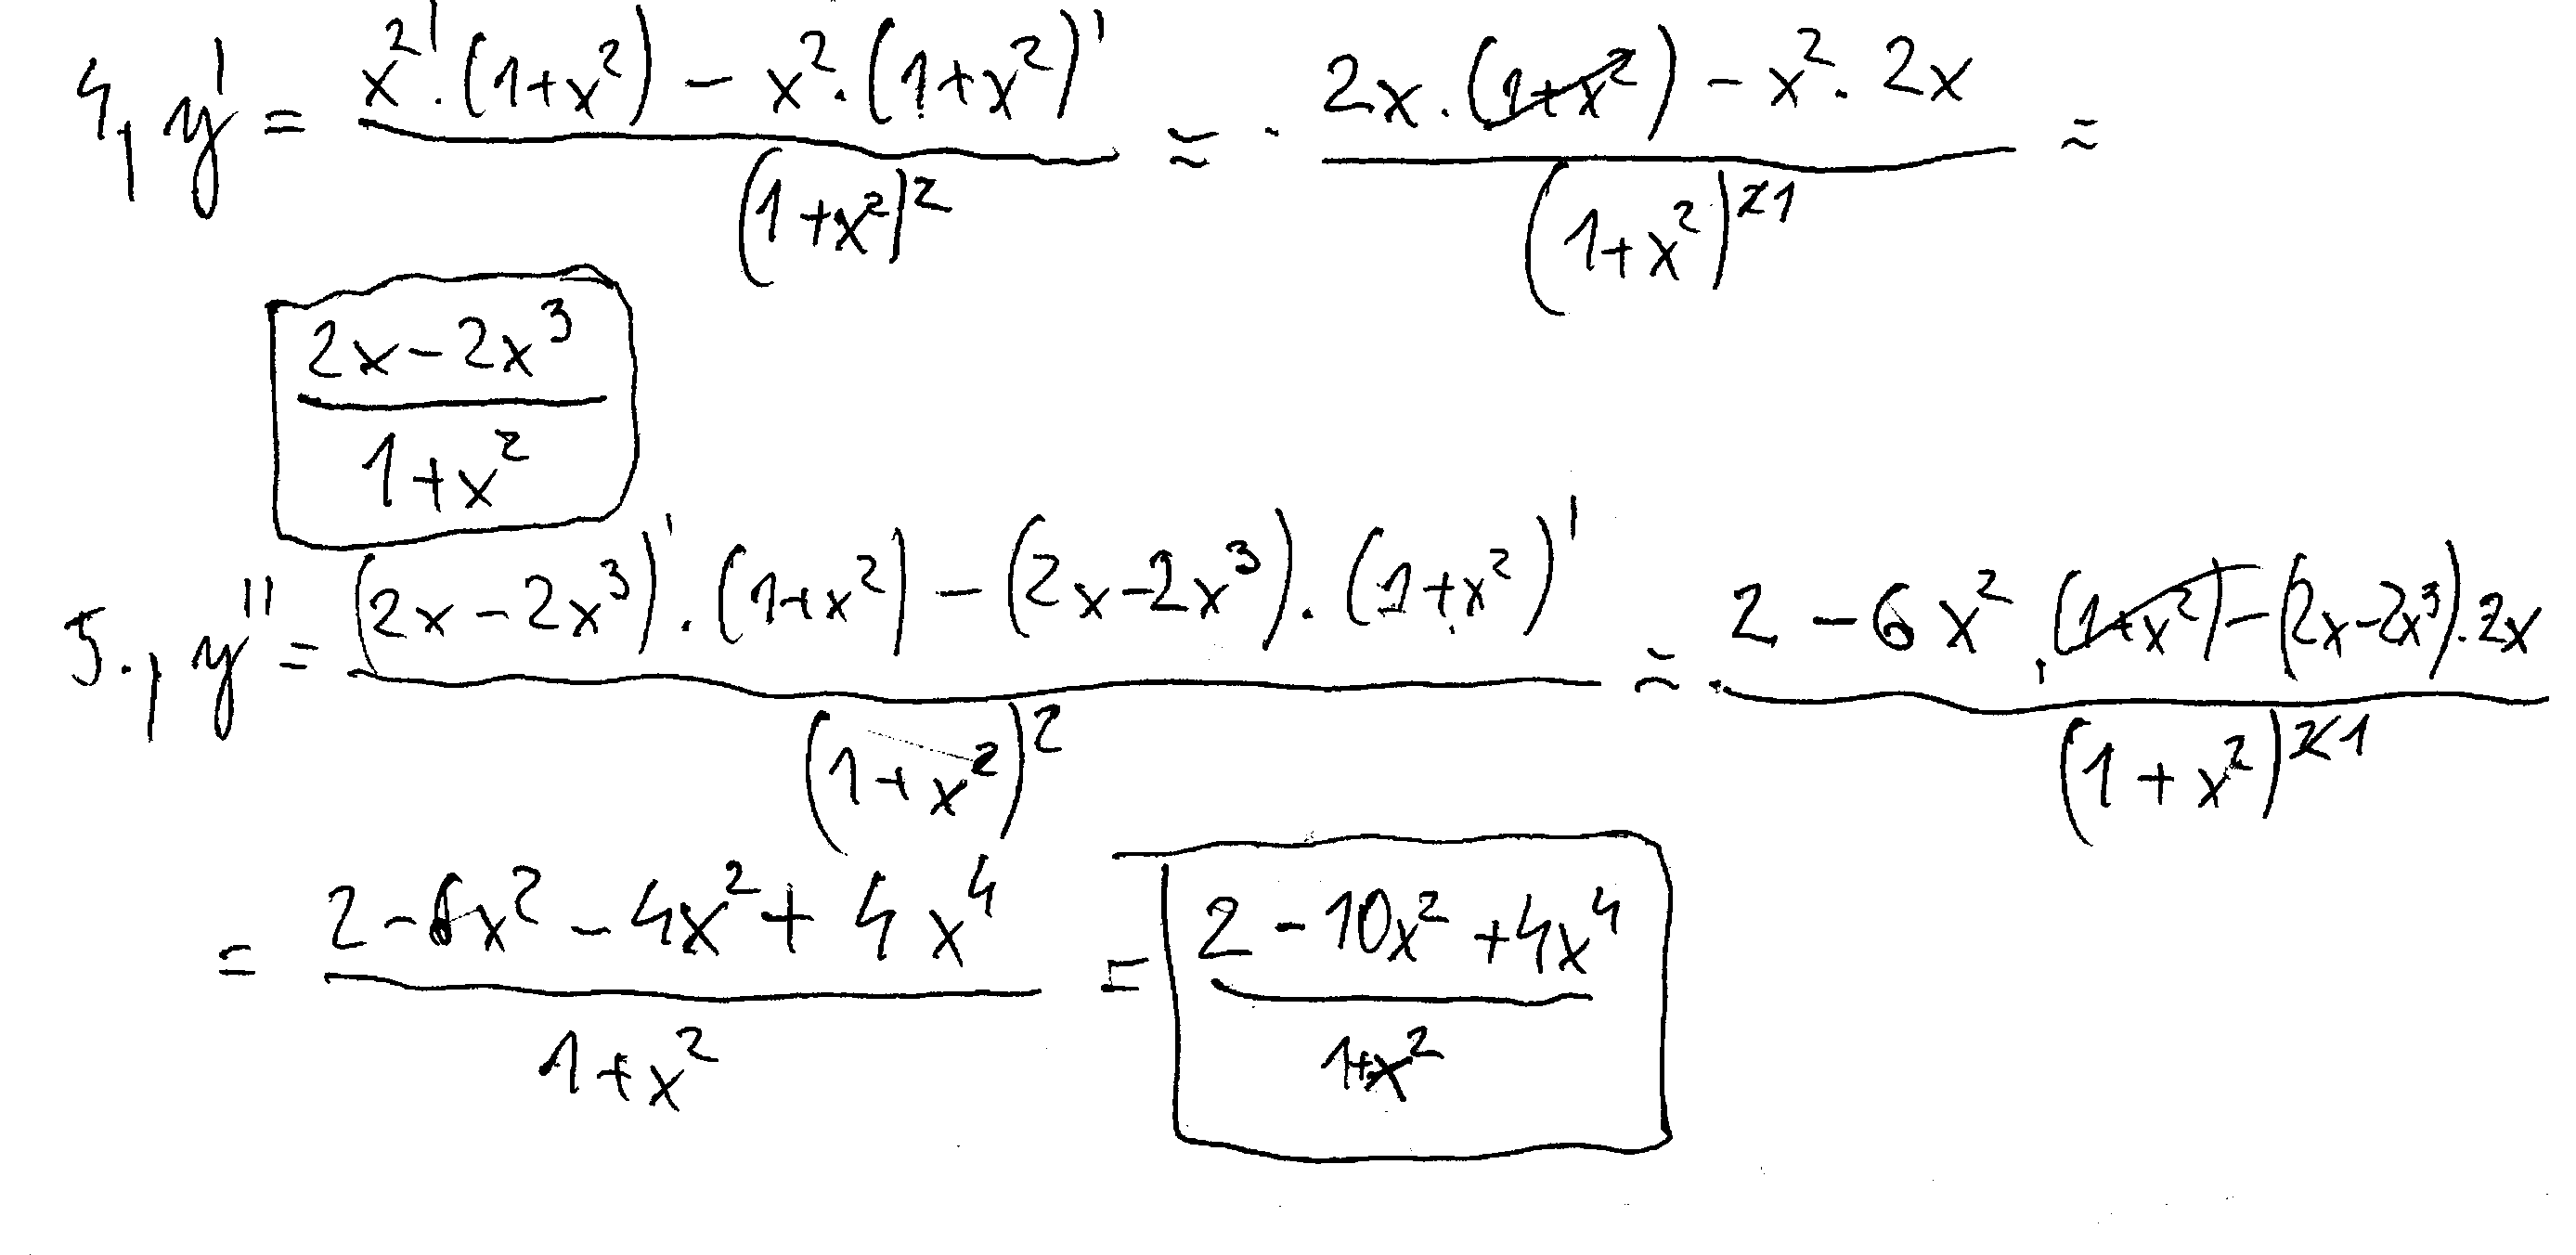 4, y' = x²'.(1+x²) - x².(1+x²)' / (1+x²)² = 2x.(1+x²) - x².2x / (1+x²)²1 =
2x-2x³ / 1+x²
5., y'' = (2x-2x³)'.(1+x²) - (2x-2x³).(1+x²)' / (1+x²)² = 2-6x².(1+x²)-(2x-2x³).2x / (1+x²)²1
= 2-6x²-4x²+4x⁴ / 1+x² = 2-10x²+4x⁴ / 1+x²